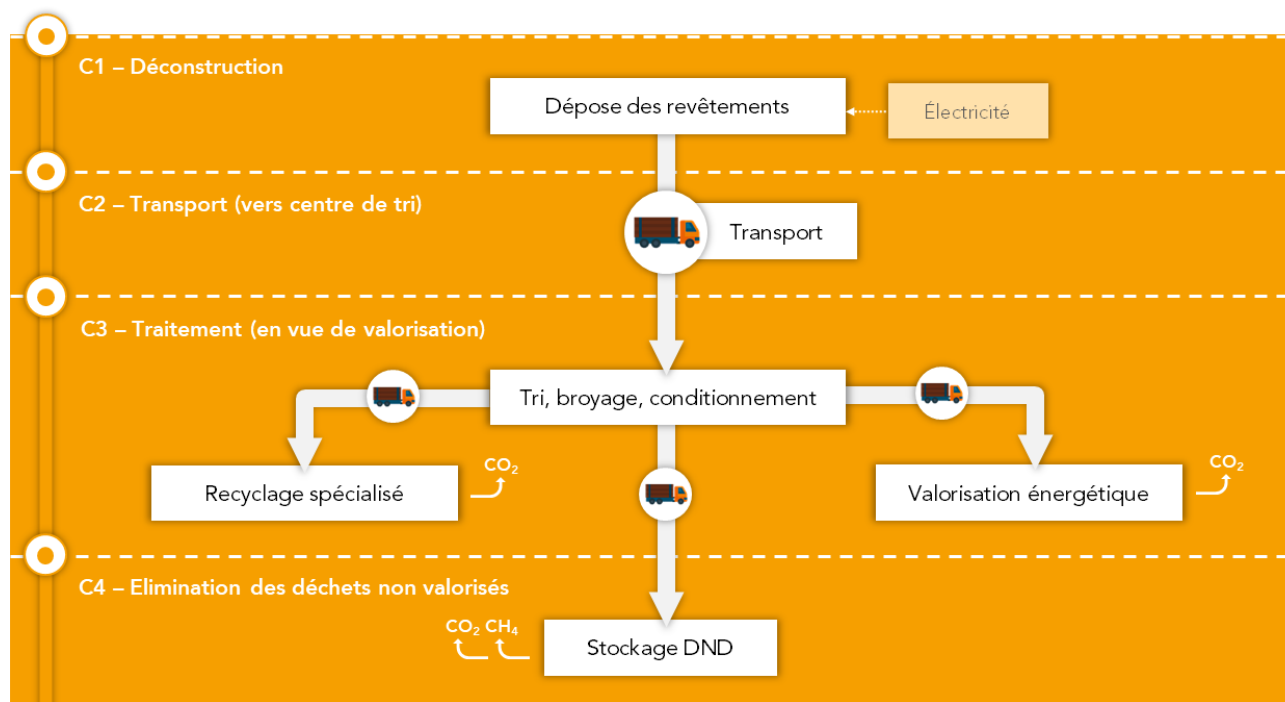 C1 – Déconstruction
Dépose des revêtements
Électricité
C2 – Transport (vers centre de tri)
Transport
C3 – Traitement (en vue de valorisation)
Tri, broyage, conditionnement
Recyclage spécialisé
CO₂
Valorisation énergétique
CO₂
C4 – Elimination des déchets non valorisés
CO₂ CH₄
Stockage DND